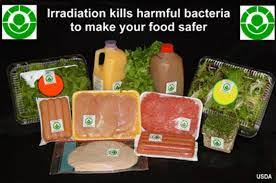 Irradiation kills harmful bacteria
to make your food safer
USDA